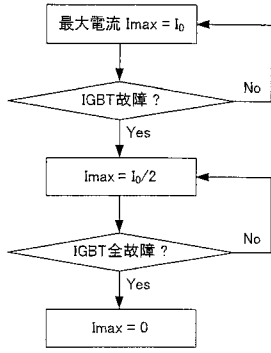 最大電流 Imax = I₀
IGBT故障？
No
Yes
Imax = I₀/2
IGBT全故障？
No
Yes
Imax = 0